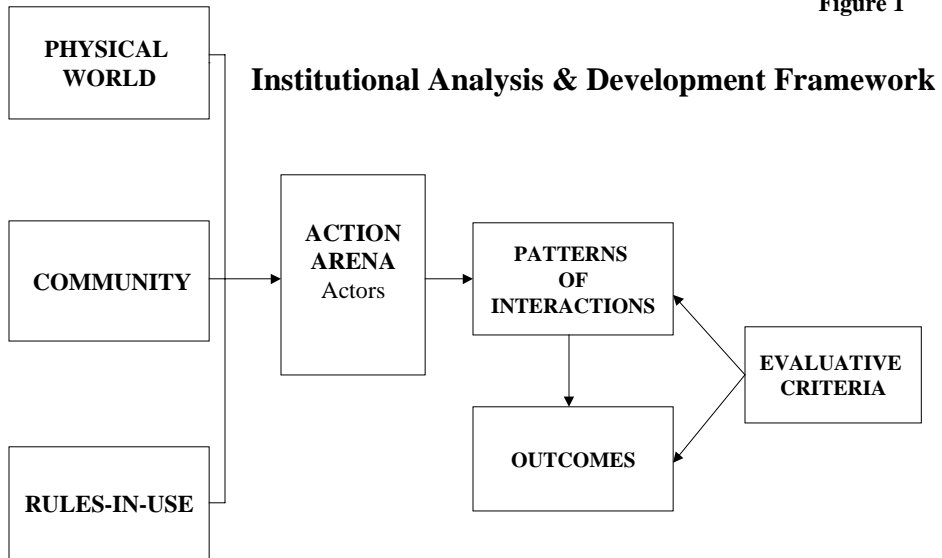 Figure 1
PHYSICAL
WORLD
Institutional Analysis & Development Framework
COMMUNITY
ACTION
ARENA
Actors
PATTERNS
OF
INTERACTIONS
EVALUATIVE
CRITERIA
OUTCOMES
RULES-IN-USE